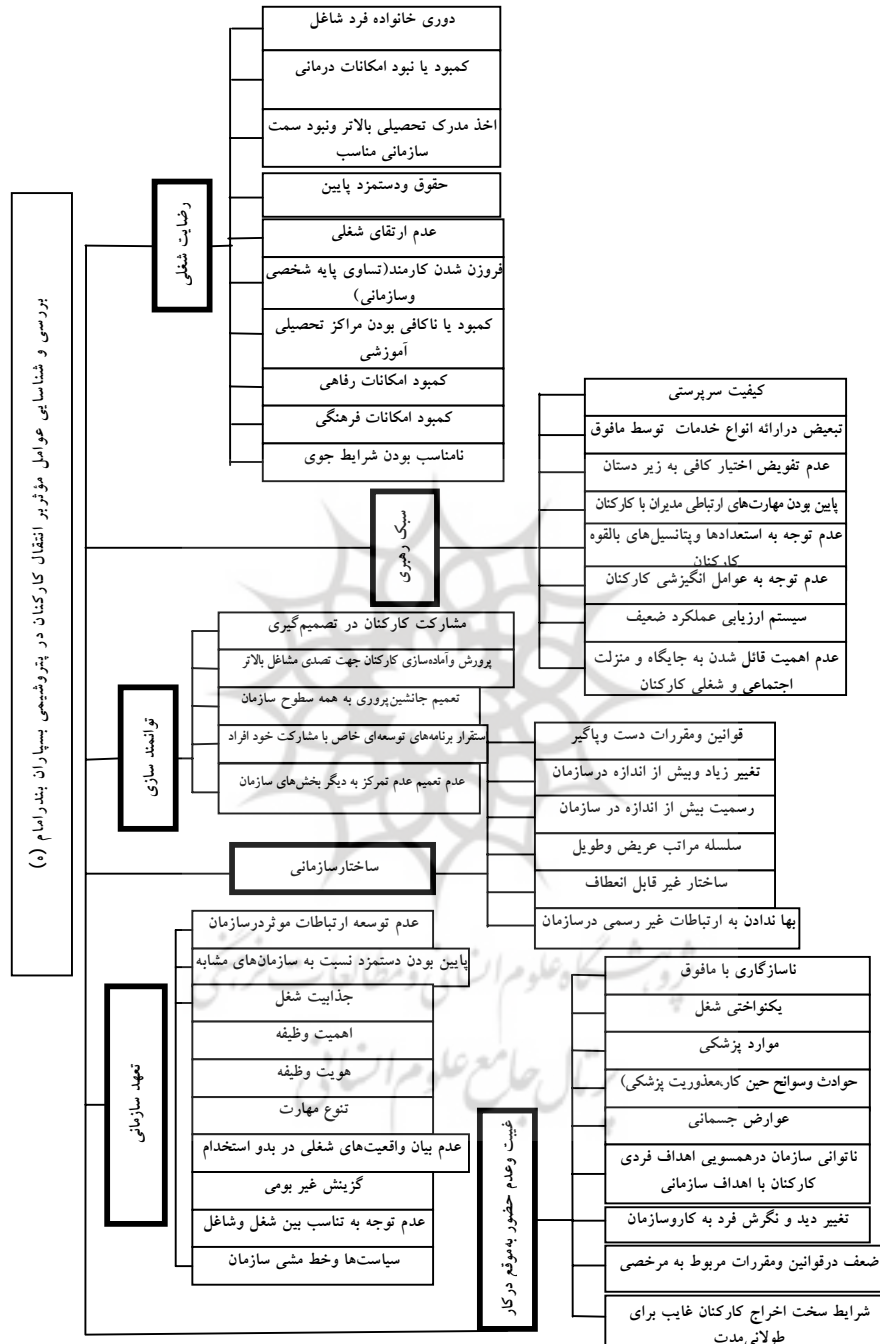 بررسی و شناسایی عوامل مؤثربر انتقال کارکنان در پتروشیمی بسپاران بندرامام (ه)
رضایت شغلی
دوری خانواده فرد شاغل
کمبود یا نبود امکانات درمانی
اخذ مدرک تحصیلی بالاتر ونبود سمت
سازمانی مناسب
حقوق ودستمزد پایین
عدم ارتقای شغلی
فروزن شدن کارمند(تساوی پایه شخصی
وسازمانی)
کمبود یا ناکافی بودن مراکز تحصیلی
آموزشی
کمبود امکانات رفاهی
کمبود امکانات فرهنگی
نامناسب بودن شرایط جوی
سبک رهبری
کیفیت سرپرستی
تبعیض درارائه انواع خدمات توسط مافوق
عدم تفویض اختیار کافی به زیر دستان
پایین بودن مهارت‌های ارتباطی مدیران با کارکنان
عدم توجه به استعدادها وپتانسیل‌های بالقوه
کارکنان
عدم توجه به عوامل انگیزشی کارکنان
سیستم ارزیابی عملکرد ضعیف
عدم اهمیت قائل شدن به جایگاه و منزلت
اجتماعی و شغلی کارکنان
توانمند سازی
مشارکت کارکنان در تصمیم‌گیری
پرورش وآماده‌سازی کارکنان جهت تصدی مشاغل بالاتر
تعمیم جانشین‌پروری به همه سطوح سازمان
ستقرار برنامه‌های توسعه‌ای خاص با مشارکت خود افراد
عدم تعمیم عدم تمرکز به دیگر بخش‌های سازمان
ساختارسازمانی
قوانین ومقررات دست وپاگیر
تغییر زیاد وبیش از اندازه درسازمان
رسمیت بیش از اندازه در سازمان
سلسله مراتب عریض وطویل
ساختار غیر قابل انعطاف
بها ندادن به ارتباطات غیر رسمی درسازمان
تعهد سازمانی
عدم توسعه ارتباطات موثردرسازمان
پایین بودن دستمزد نسبت به سازمان‌های مشابه
جذابیت شغل
اهمیت وظیفه
هویت وظیفه
تنوع مهارت
عدم بیان واقعیت‌های شغلی در بدو استخدام
گزینش غیر بومی
عدم توجه به تناسب بین شغل وشاغل
سیاست‌ها وخط مشی سازمان
غیبت وعدم حضور به‌موقع درکار
ناسازگاری با مافوق
یکنواختی شغل
موارد پزشکی
حوادث وسوانح حین کار،معذوریت پزشکی)
عوارض جسمانی
ناتوانی سازمان درهمسویی اهداف فردی
کارکنان با اهداف سازمانی
تغییر دید و نگرش فرد به کاروسازمان
ضعف درقوانین ومقررات مربوط به مرخصی
شرایط سخت اخراج کارکنان غایب برای
طولانی‌مدت
پژوهشگاه علوم انسانی و مطالعات فرهنگی
پرتال جامع علوم انسانی